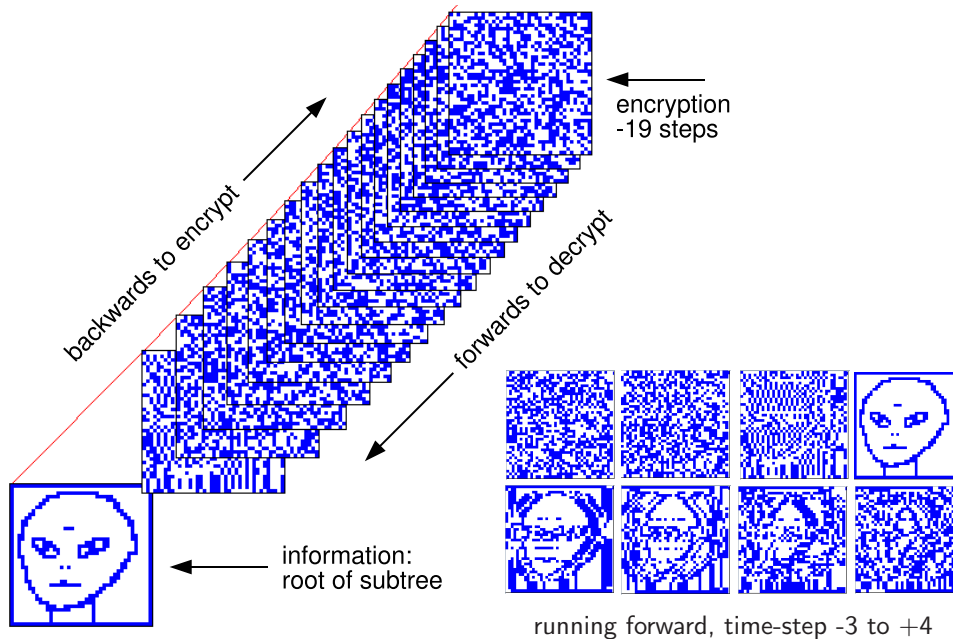 encryption
-19 steps
backwards to encrypt
forwards to decrypt
information:
root of subtree
running forward, time-step -3 to +4